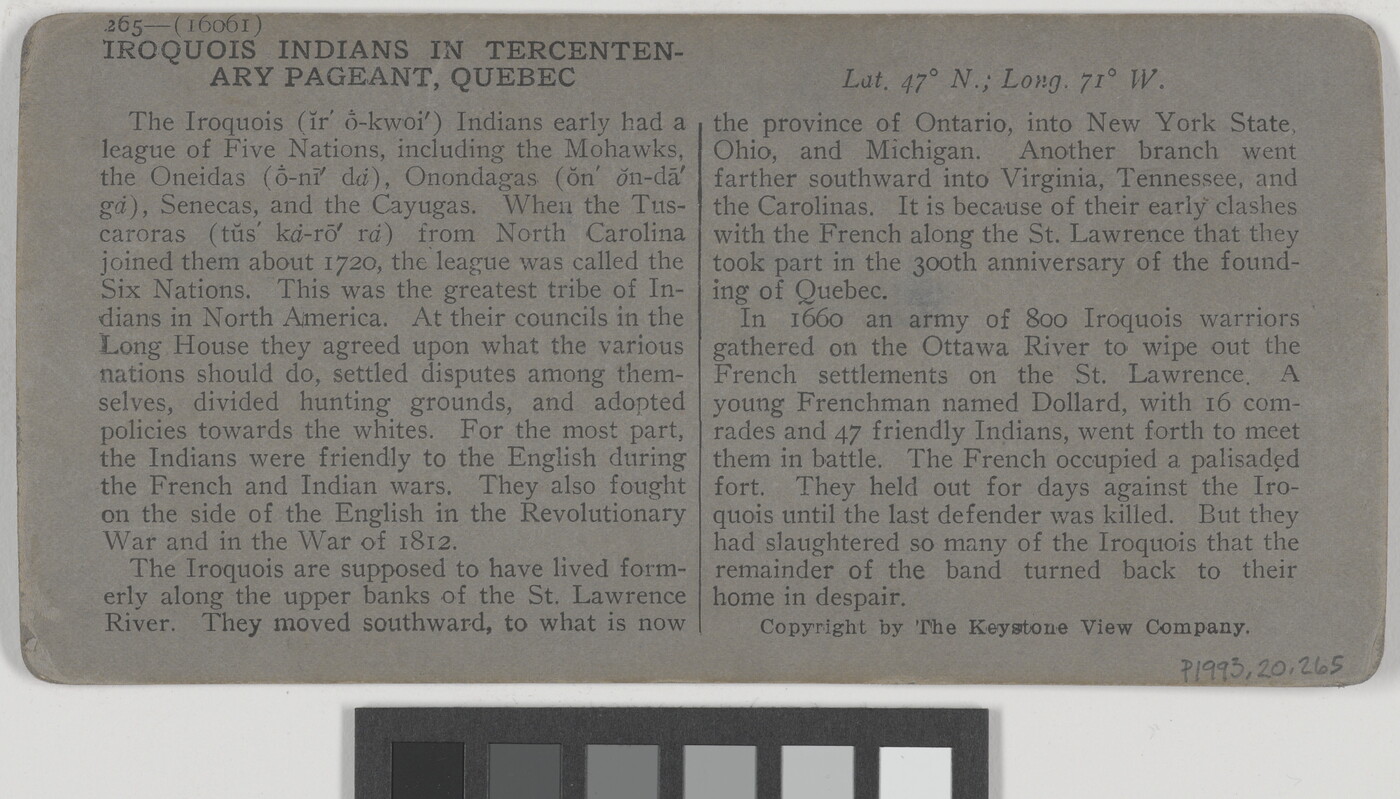 265—(16061)
IROQUOIS INDIANS IN TERCENTEN-
ARY PAGEANT, QUEBEC
The Iroquois (ĭr′ ȱ-kwoi′) Indians early had a
league of Five Nations, including the Mohawks,
the Oneidas (ȱ-nī′ dȧ), Onondagas (ŏn′ ŏn-dā′
gȧ), Senecas, and the Cayugas. When the Tus-
caroras (tŭs′ kȧ-rō′ rȧ) from North Carolina
joined them about 1720, the league was called the
Six Nations. This was the greatest tribe of In-
dians in North America. At their councils in the
Long House they agreed upon what the various
nations should do, settled disputes among them-
selves, divided hunting grounds, and adopted
policies towards the whites. For the most part,
the Indians were friendly to the English during
the French and Indian wars. They also fought
on the side of the English in the Revolutionary
War and in the War of 1812.
The Iroquois are supposed to have lived form-
erly along the upper banks of the St. Lawrence
River. They moved southward, to what is now
Lat. 47° N.; Long. 71° W.
the province of Ontario, into New York State,
Ohio, and Michigan. Another branch went
farther southward into Virginia, Tennessee, and
the Carolinas. It is because of their early clashes
with the French along the St. Lawrence that they
took part in the 300th anniversary of the found-
ing of Quebec.
In 1660 an army of 800 Iroquois warriors
gathered on the Ottawa River to wipe out the
French settlements on the St. Lawrence. A
young Frenchman named Dollard, with 16 com-
rades and 47 friendly Indians, went forth to meet
them in battle. The French occupied a palisaded
fort. They held out for days against the Iro-
quois until the last defender was killed. But they
had slaughtered so many of the Iroquois that the
remainder of the band turned back to their
home in despair.
Copyright by The Keystone View Company.
P1993.20.265